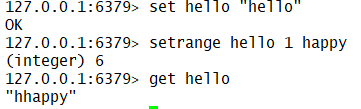 127.0.0.1:6379> set hello "hello"
OK
127.0.0.1:6379> setrange hello 1 happy
(integer) 6
127.0.0.1:6379> get hello
"hhappy"